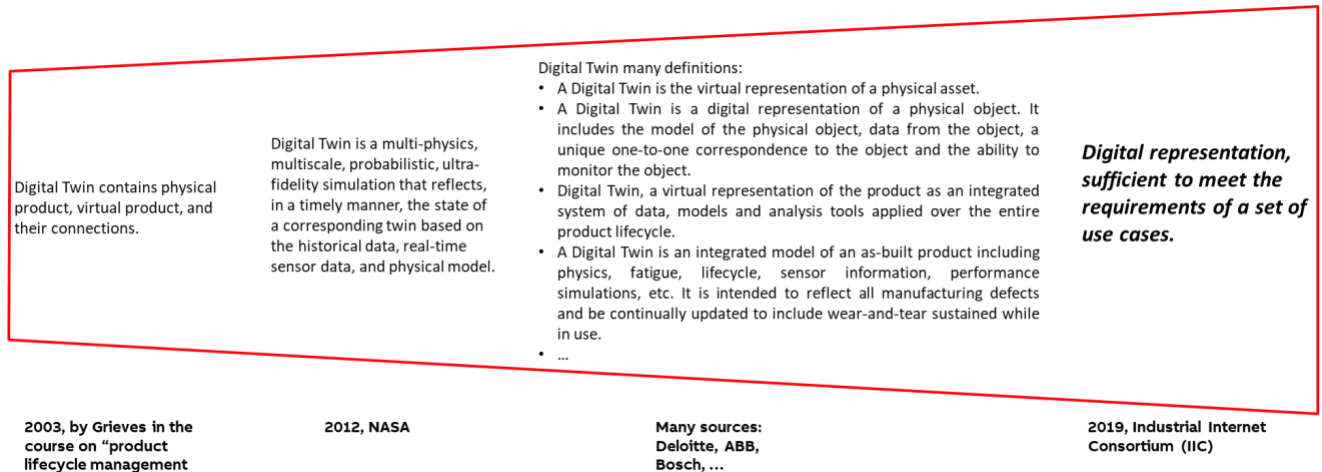 Digital Twin contains physical
product, virtual product, and
their connections.
Digital Twin is a multi-physics,
multiscale, probabilistic, ultra-
fidelity simulation that reflects,
in a timely manner, the state of
a corresponding twin based on
the historical data, real-time
sensor data, and physical model.
Digital Twin many definitions:
• A Digital Twin is the virtual representation of a physical asset.
• A Digital Twin is a digital representation of a physical object. It
includes the model of the physical object, data from the object, a
unique one-to-one correspondence to the object and the ability to
monitor the object.
• Digital Twin, a virtual representation of the product as an integrated
system of data, models and analysis tools applied over the entire
product lifecycle.
• A Digital Twin is an integrated model of an as-built product including
physics, fatigue, lifecycle, sensor information, performance
simulations, etc. It is intended to reflect all manufacturing defects
and be continually updated to include wear-and-tear sustained while
in use.
• ...
Digital representation,
sufficient to meet the
requirements of a set of
use cases.
2003, by Grieves in the
course on “product
lifecycle management
2012, NASA
Many sources:
Deloitte, ABB,
Bosch, ...
2019, Industrial Internet
Consortium (IIC)